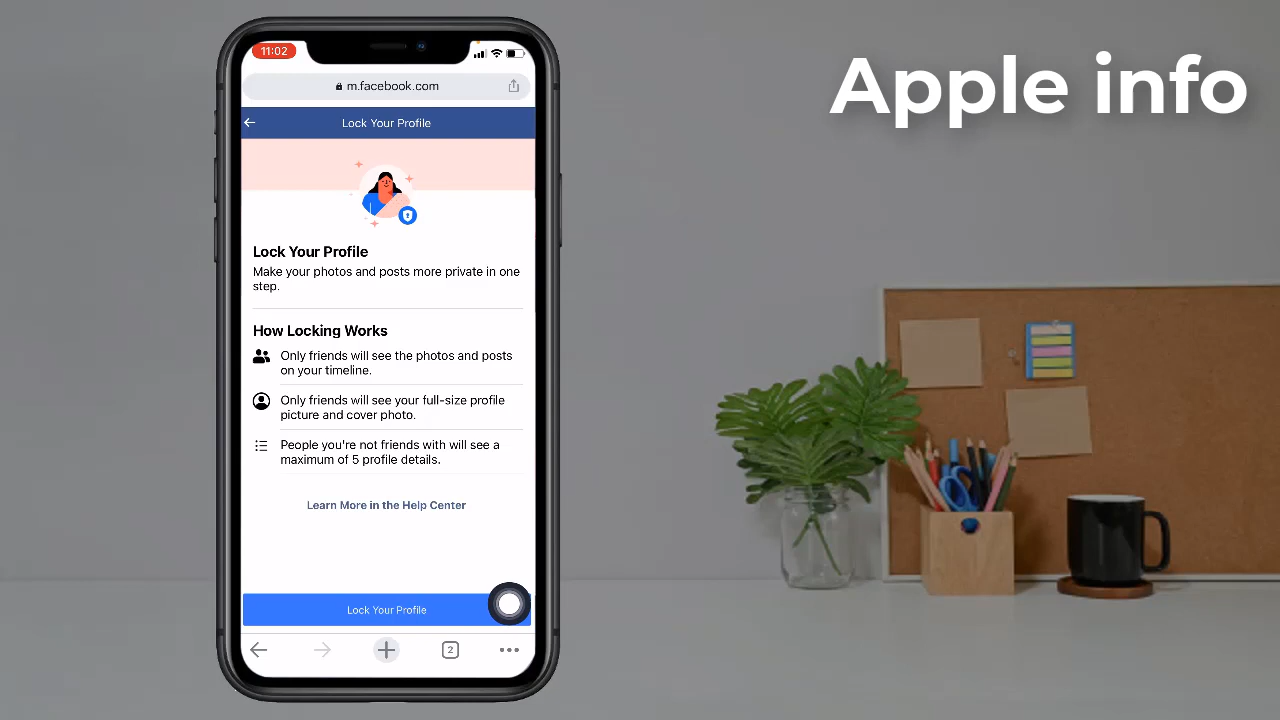 Apple info
11:02
m.facebook.com
Lock Your Profile
Lock Your Profile
Make your photos and posts more private in one
step.
How Locking Works
Only friends will see the photos and posts
on your timeline.
Only friends will see your full-size profile
picture and cover photo.
People you're not friends with will see a
maximum of 5 profile details.
Learn More in the Help Center
Lock Your Profile
2